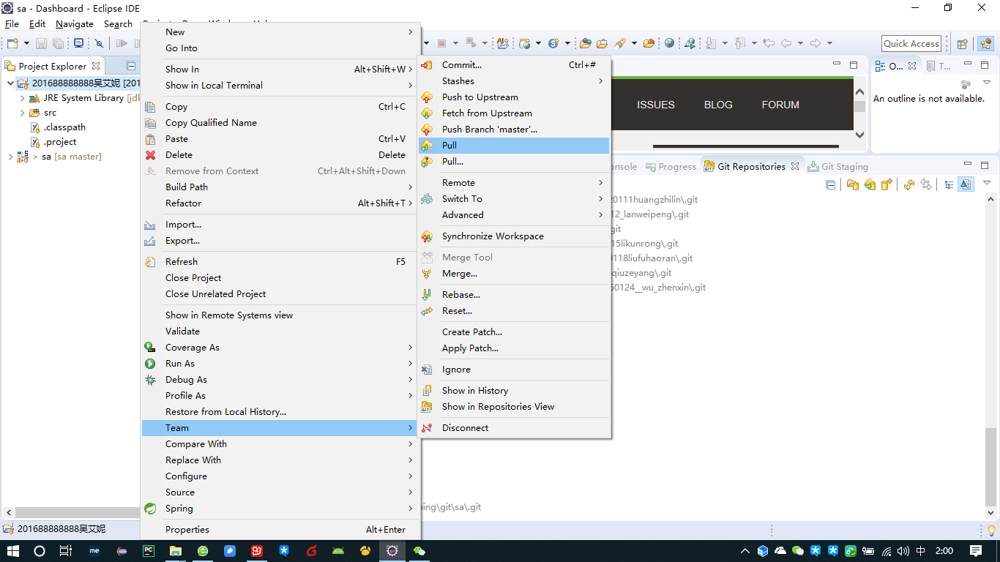 sa - Dashboard - Eclipse IDE
File Edit Navigate Search
Quick Access
Project Explorer
201688888888吴艾妮 [201
JRE System Library [jdk
src
.classpath
.project
> sa [sa master]
New
Go Into
Show In Alt+Shift+W
Show in Local Terminal
Copy Ctrl+C
Copy Qualified Name
Paste Ctrl+V
Delete Delete
Remove from Context Ctrl+Alt+Shift+Down
Build Path
Refactor Alt+Shift+T
Import...
Export...
Refresh F5
Close Project
Close Unrelated Project
Show in Remote Systems view
Validate
Coverage As
Run As
Debug As
Profile As
Restore from Local History...
Team
Compare With
Replace With
Configure
Source
Spring
Properties Alt+Enter
Commit... Ctrl+#
Stashes
Push to Upstream
Fetch from Upstream
Push Branch 'master'...
Pull
Pull...
Remote
Switch To
Advanced
Synchronize Workspace
Merge Tool
Merge...
Rebase...
Reset...
Create Patch...
Apply Patch...
Ignore
Show in History
Show in Repositories View
Disconnect
ISSUES BLOG FORUM
O... T...
An outline is not available.
onsole Progress Git Repositories Git Staging
20111huangzhilin\.git
12_lanweipeng\.git
git
15likunrong\.git
0118liufuhaoran\.git
qiuzeyang\.git
50124__wu_zhenxin\.git
ping\git\sa\.git
201688888888吴艾妮
me
PC
中 2:00